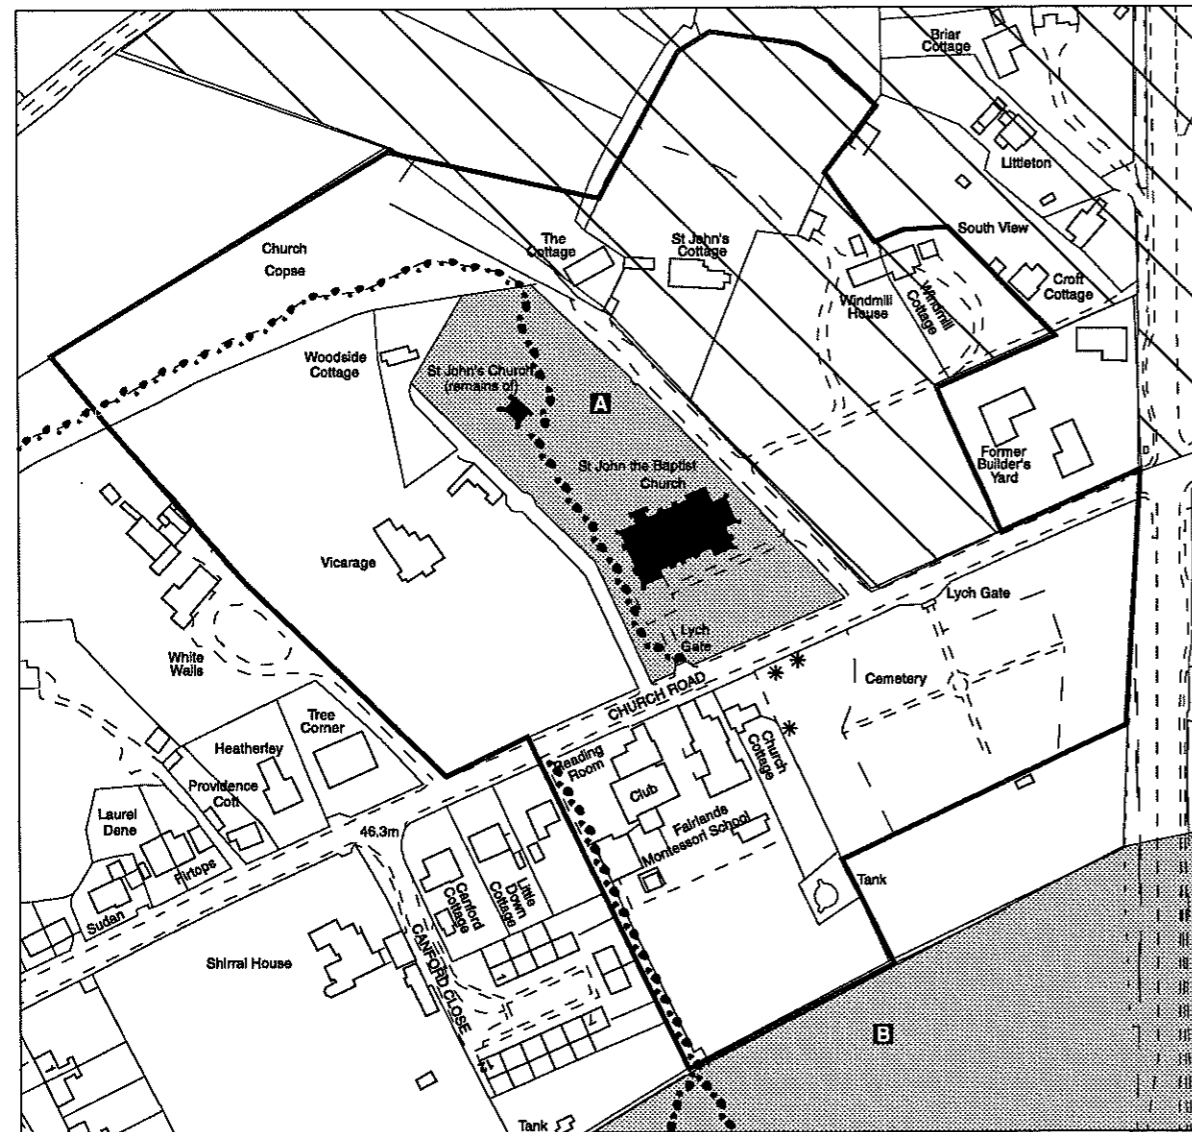 Briar
Cottage
Littleton
South View
Croft
Cottage
Church
Copse
The
Cottage
St John's
Cottage
Windmill
House
Windmill
Cottage
Woodside
Cottage
St John's Church
(remains of)
A
St John the Baptist
Church
Former
Builder's
Yard
Vicarage
Lych Gate
Lych
Gate
CHURCH ROAD
Cemetery
White
Walls
Tree
Corner
Heatherley
Providence
Cott
Laurel
Dene
Firtops
Sudan
46.3m
Reading
Room
Club
Church
Cottage
Fairlands
Montessori School
Tank
Canford
Cottage
Little
Down
Cottage
CANFORD CLOSE
Shirral House
1
7
12
B
Tank